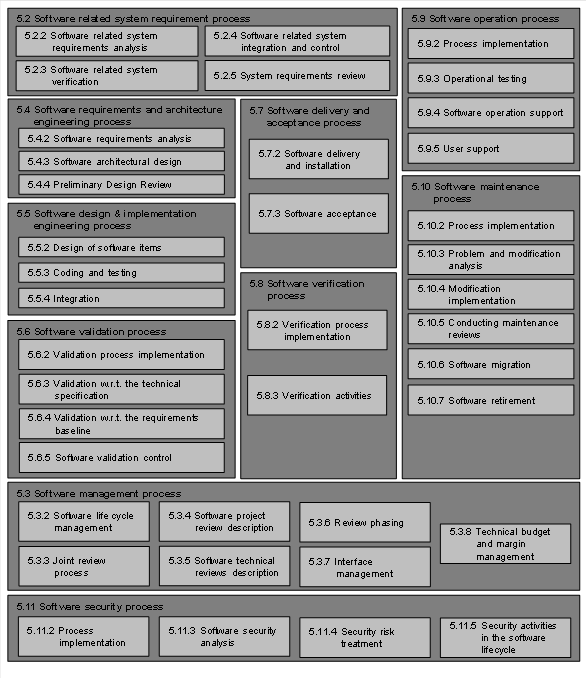 5.2 Software related system requirement process
5.2.2 Software related system
requirements analysis
5.2.4 Software related system
integration and control
5.2.3 Software related system
verification
5.2.5 System requirements review
5.4 Software requirements and architecture
engineering process
5.4.2 Software requirements analysis
5.4.3 Software architectural design
5.4.4 Preliminary Design Review
5.5 Software design & implementation
engineering process
5.5.2 Design of software items
5.5.3 Coding and testing
5.5.4 Integration
5.6 Software validation process
5.6.2 Validation process implementation
5.6.3 Validation w.r.t. the technical
specification
5.6.4 Validation w.r.t. the requirements
baseline
5.6.5 Software validation control
5.7 Software delivery and
acceptance process
5.7.2 Software delivery
and installation
5.7.3 Software acceptance
5.8 Software verification
process
5.8.2 Verification process
implementation
5.8.3 Verification activities
5.9 Software operation process
5.9.2 Process implementation
5.9.3 Operational testing
5.9.4 Software operation support
5.9.5 User support
5.10 Software maintenance
process
5.10.2 Process implementation
5.10.3 Problem and modification
analysis
5.10.4 Modification
implementation
5.10.5 Conducting maintenance
reviews
5.10.6 Software migration
5.10.7 Software retirement
5.3 Software management process
5.3.2 Software life cycle
management
5.3.4 Software project
review description
5.3.6 Review phasing
5.3.8 Technical budget
and margin
management
5.3.3 Joint review
process
5.3.5 Software technical
reviews description
5.3.7 Interface
management
5.11 Software security process
5.11.2 Process
implementation
5.11.3 Software security
analysis
5.11.4 Security risk
treatment
5.11.5 Security activities
in the software
lifecycle